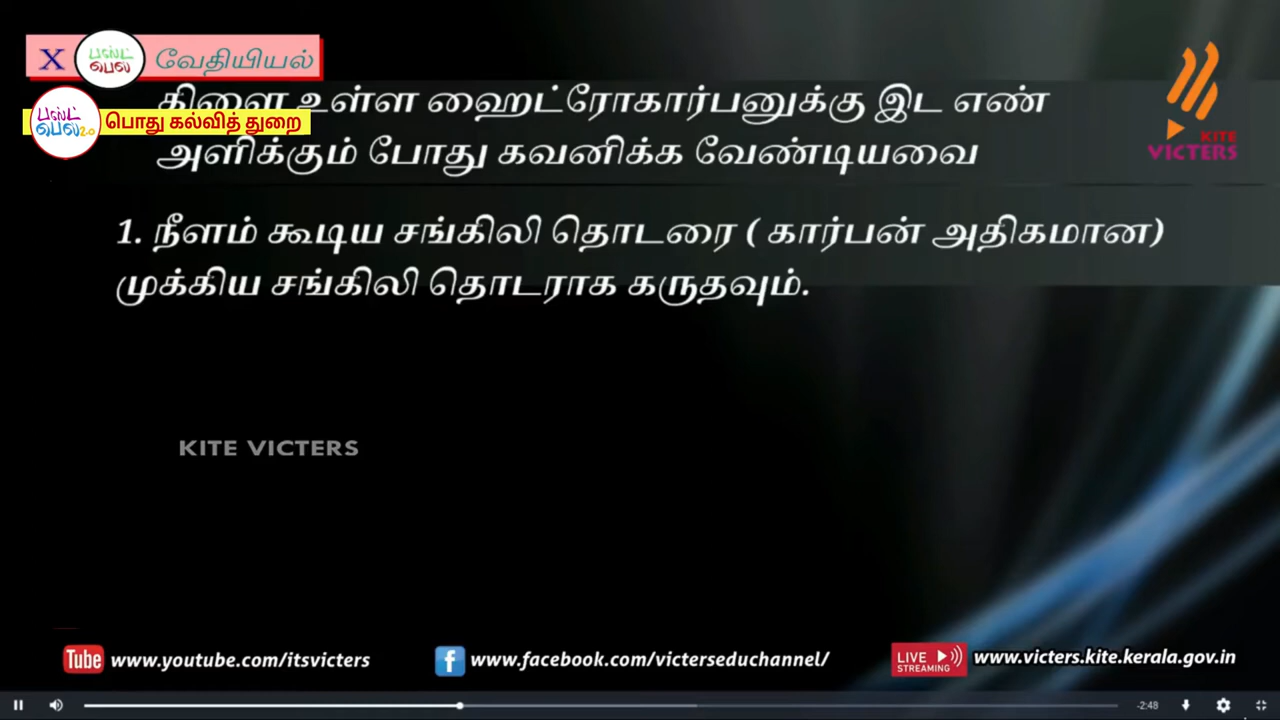 X பஸ்ட் பெல் வேதியியல்
பஸ்ட் பெல் 2.0 பொது கல்வித் துறை
கிளை உள்ள ஹைட்ரோகார்பனுக்கு இட எண்
அளிக்கும் போது கவனிக்க வேண்டியவை
KITE
VICTERS
1. நீளம் கூடிய சங்கிலி தொடரை ( கார்பன் அதிகமான)
முக்கிய சங்கிலி தொடராக கருதவும்.
KITE VICTERS
Tube www.youtube.com/itsvicters
f www.facebook.com/victerseduchannel/
LIVE STREAMING www.victers.kite.kerala.gov.in
-2:48